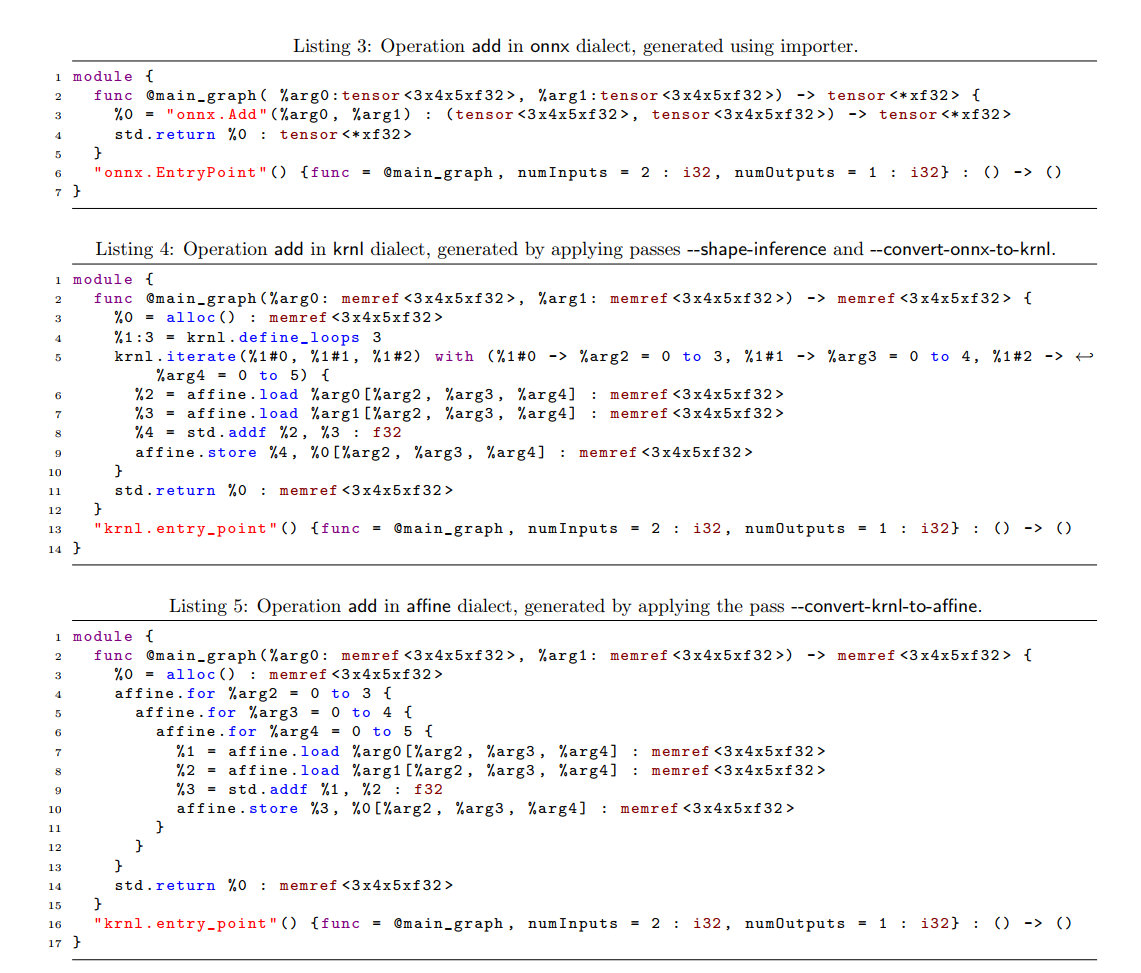 Listing 3: Operation add in onnx dialect, generated using importer.
1 module {
2   func @main_graph( %arg0:tensor<3x4x5xf32>, %arg1:tensor<3x4x5xf32>) -> tensor<*xf32> {
3     %0 = "onnx.Add"(%arg0, %arg1) : (tensor<3x4x5xf32>, tensor<3x4x5xf32>) -> tensor<*xf32>
4     std.return %0 : tensor<*xf32>
5   }
6   "onnx.EntryPoint"() {func = @main_graph, numInputs = 2 : i32, numOutputs = 1 : i32} : () -> ()
7 }
Listing 4: Operation add in krnl dialect, generated by applying passes --shape-inference and --convert-onnx-to-krnl.
1 module {
2   func @main_graph(%arg0: memref<3x4x5xf32>, %arg1: memref<3x4x5xf32>) -> memref<3x4x5xf32> {
3     %0 = alloc() : memref<3x4x5xf32>
4     %1:3 = krnl.define_loops 3
5     krnl.iterate(%1#0, %1#1, %1#2) with (%1#0 -> %arg2 = 0 to 3, %1#1 -> %arg3 = 0 to 4, %1#2 -> ↩
        %arg4 = 0 to 5) {
6       %2 = affine.load %arg0[%arg2, %arg3, %arg4] : memref<3x4x5xf32>
7       %3 = affine.load %arg1[%arg2, %arg3, %arg4] : memref<3x4x5xf32>
8       %4 = std.addf %2, %3 : f32
9       affine.store %4, %0[%arg2, %arg3, %arg4] : memref<3x4x5xf32>
10     }
11     std.return %0 : memref<3x4x5xf32>
12   }
13   "krnl.entry_point"() {func = @main_graph, numInputs = 2 : i32, numOutputs = 1 : i32} : () -> ()
14 }
Listing 5: Operation add in affine dialect, generated by applying the pass --convert-krnl-to-affine.
1 module {
2   func @main_graph(%arg0: memref<3x4x5xf32>, %arg1: memref<3x4x5xf32>) -> memref<3x4x5xf32> {
3     %0 = alloc() : memref<3x4x5xf32>
4     affine.for %arg2 = 0 to 3 {
5       affine.for %arg3 = 0 to 4 {
6         affine.for %arg4 = 0 to 5 {
7           %1 = affine.load %arg0[%arg2, %arg3, %arg4] : memref<3x4x5xf32>
8           %2 = affine.load %arg1[%arg2, %arg3, %arg4] : memref<3x4x5xf32>
9           %3 = std.addf %1, %2 : f32
10           affine.store %3, %0[%arg2, %arg3, %arg4] : memref<3x4x5xf32>
11         }
12       }
13     }
14     std.return %0 : memref<3x4x5xf32>
15   }
16   "krnl.entry_point"() {func = @main_graph, numInputs = 2 : i32, numOutputs = 1 : i32} : () -> ()
17 }